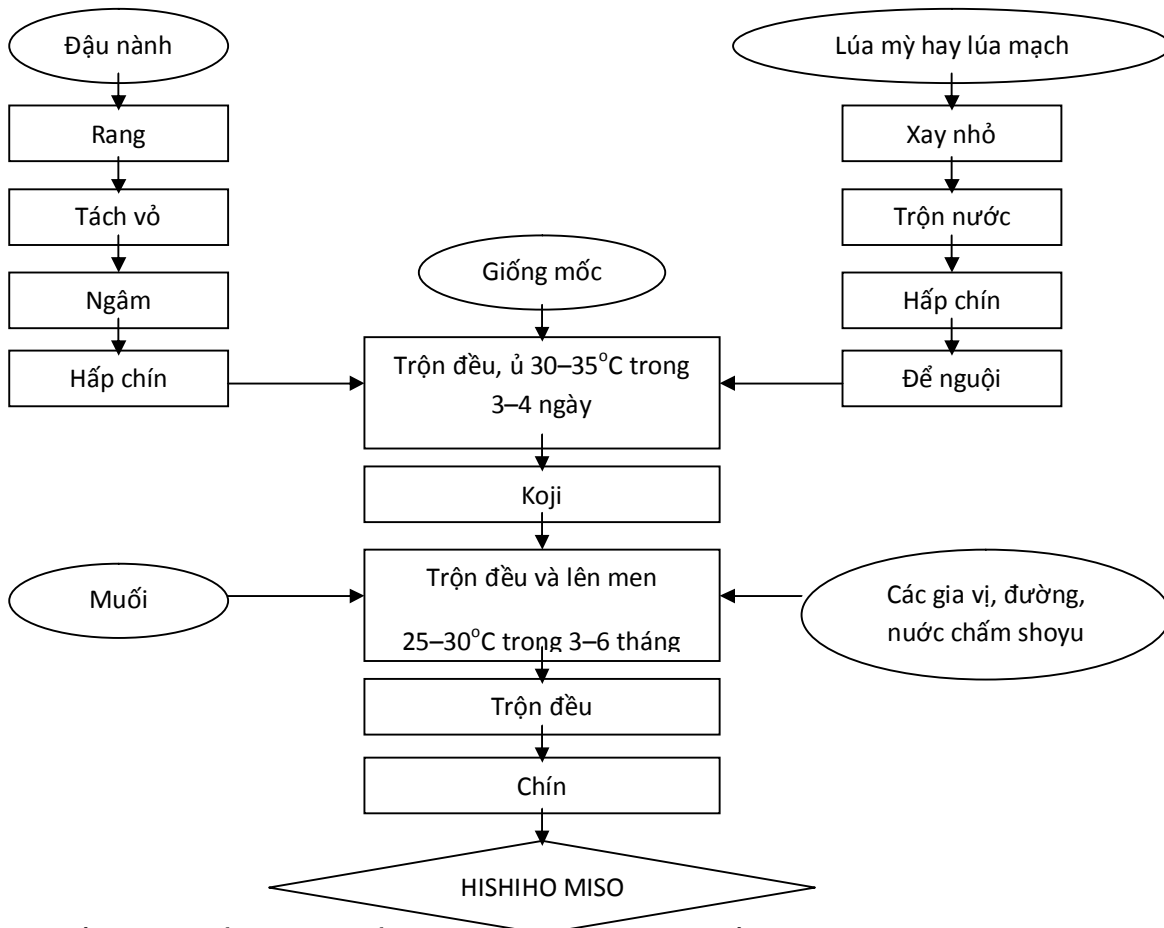 Đậu nành
Lúa mỳ hay lúa mạch
Rang
Xay nhỏ
Tách vỏ
Trộn nước
Giống mốc
Ngâm
Hấp chín
Hấp chín
Trộn đều, ủ 30–35°C trong
3–4 ngày
Để nguội
Koji
Muối
Trộn đều và lên men
25–30°C trong 3–6 tháng
Các gia vị, đường,
nuớc chấm shoyu
Trộn đều
Chín
HISHIHO MISO